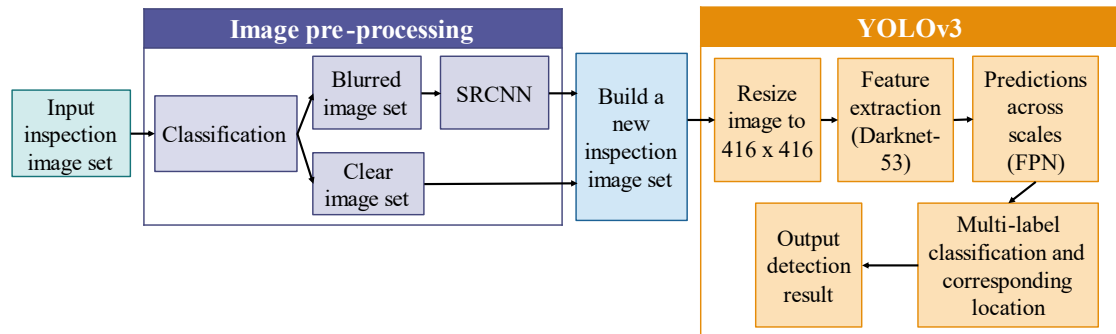 Image pre-processing
YOLOv3
Input
inspection
image set
Classification
Blurred
image set
SRCNN
Clear
image set
Build a
new
inspection
image set
Resize
image to
416 x 416
Feature
extraction
(Darknet-
53)
Predictions
across
scales
(FPN)
Multi-label
classification and
corresponding
location
Output
detection
result